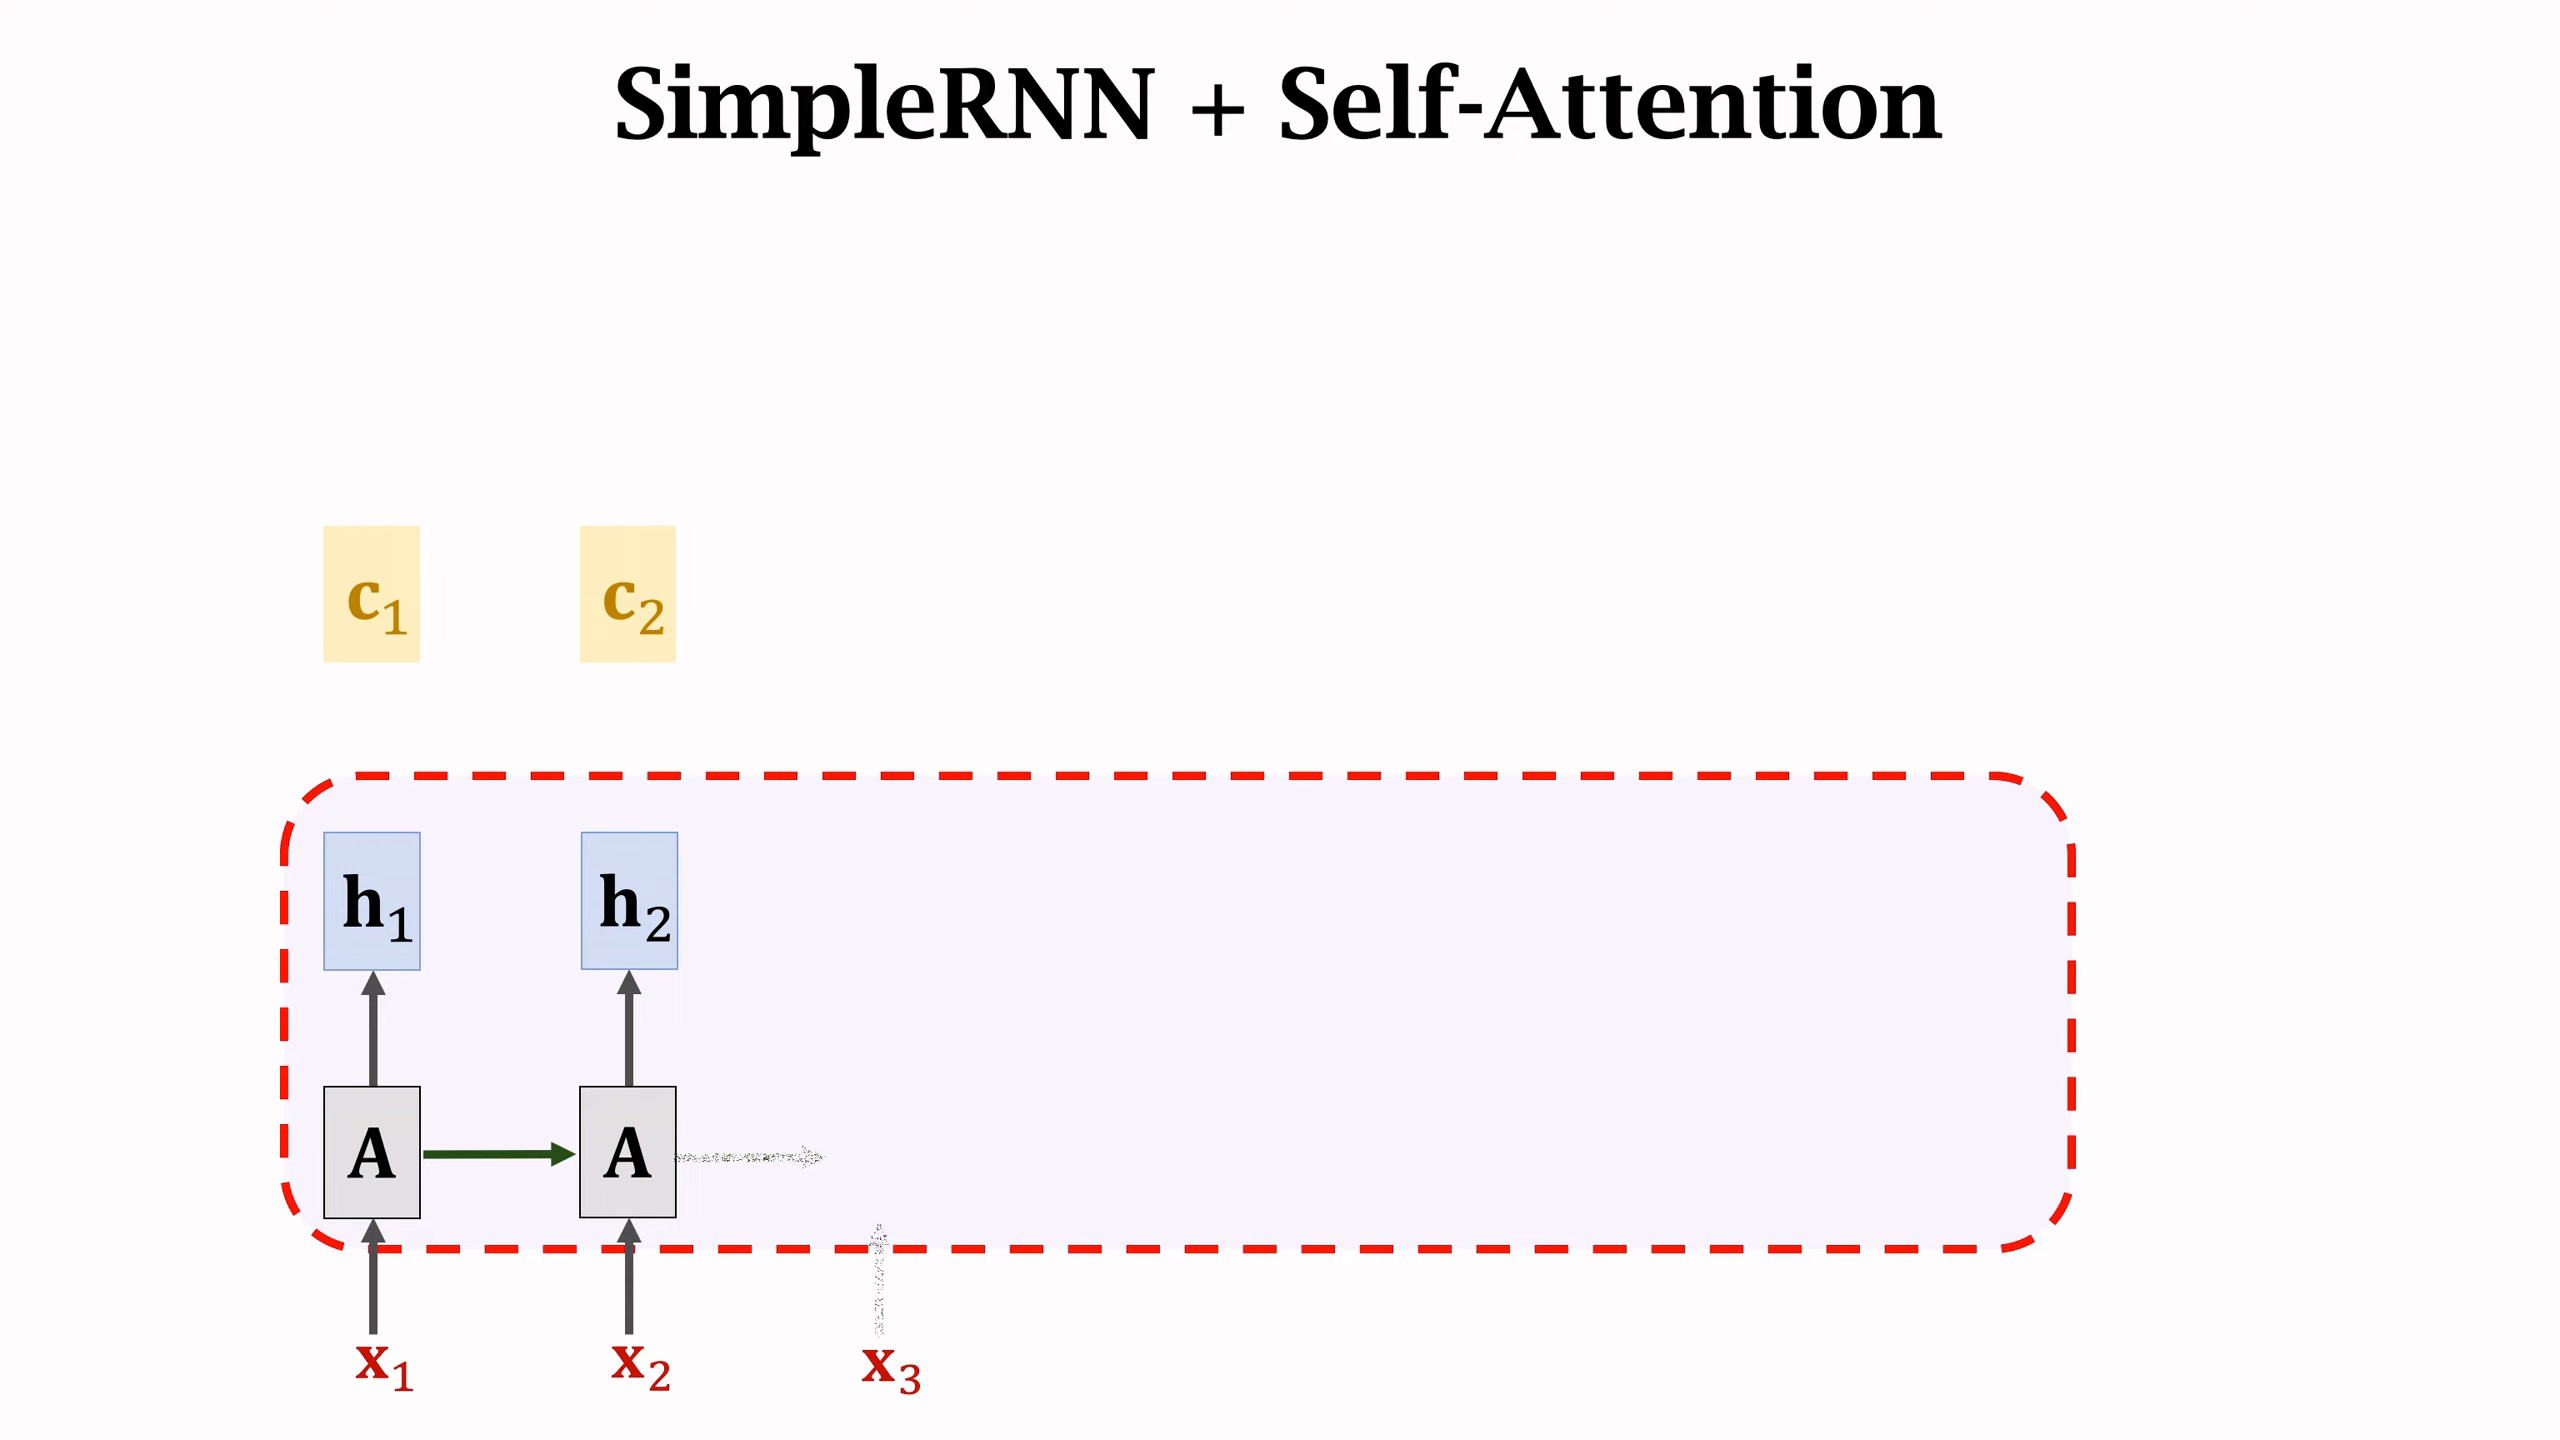 SimpleRNN + Self-Attention
c₁ c₂
h₁ h₂
A A
x₁ x₂ x₃